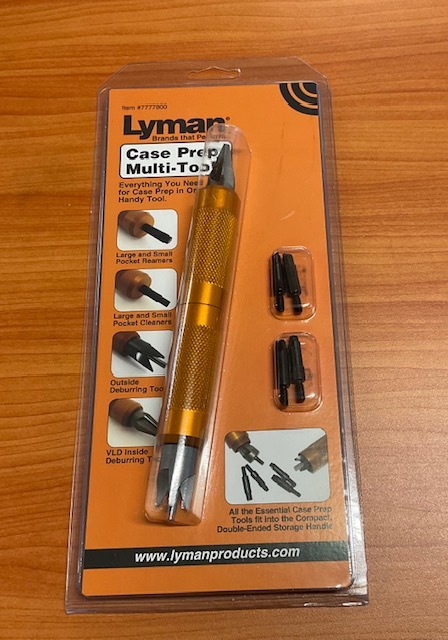 Item #7777800
Lyman®
Brands that
Case Prep
Multi-Too
Everything You Need
for Case Prep in One
Handy Tool.
Large and Small
Pocket Reamers
Large and Small
Pocket Cleaners
Outside
Deburring Too
VLD Inside
Deburring T
All the Essential Case Prep
Tools fit into the Compact,
Double-Ended Storage Handle
www.lymanproducts.com